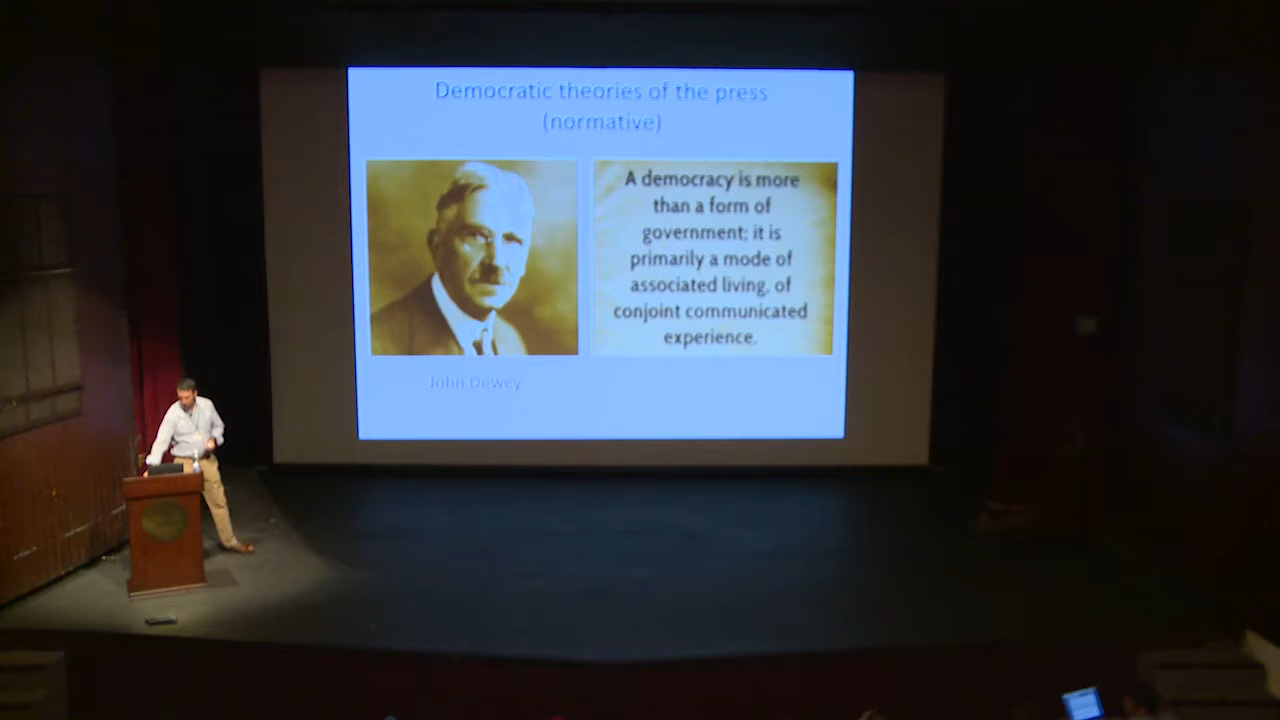 Democratic theories of the press
(normative)
A democracy is more
than a form of
government; it is
primarily a mode of
associated living, of
conjoint communicated
experience.
John Dewey